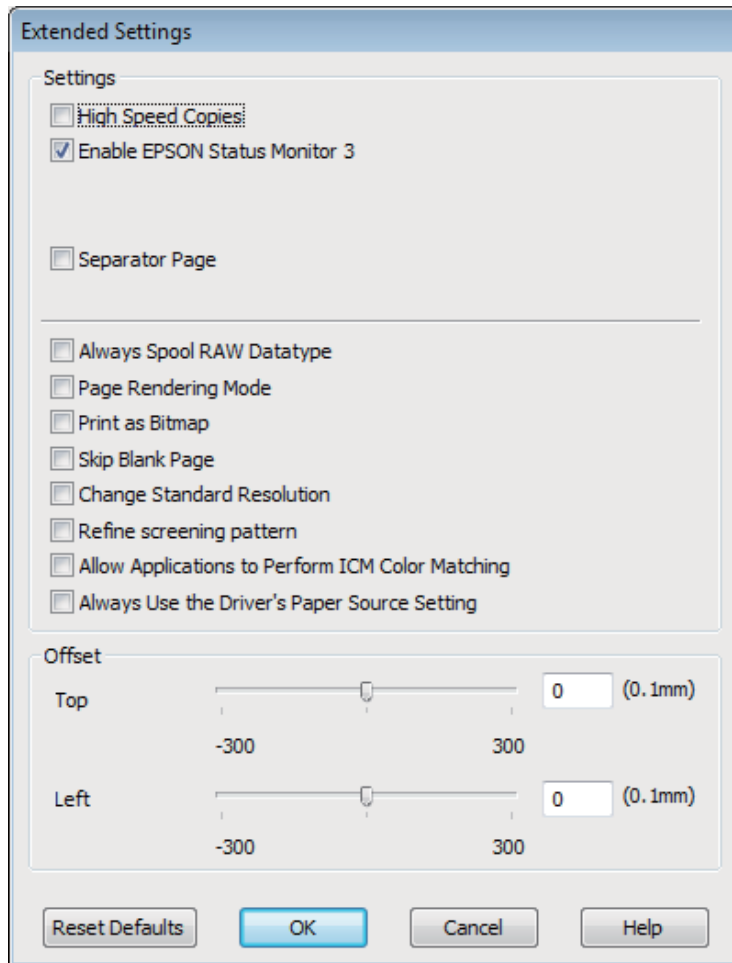 Extended Settings
Settings
High Speed Copies
Enable EPSON Status Monitor 3
Separator Page
Always Spool RAW Datatype
Page Rendering Mode
Print as Bitmap
Skip Blank Page
Change Standard Resolution
Refine screening pattern
Allow Applications to Perform ICM Color Matching
Always Use the Driver's Paper Source Setting
Offset
Top 0 (0.1mm)
-300 300
Left 0 (0.1mm)
-300 300
Reset Defaults OK Cancel Help